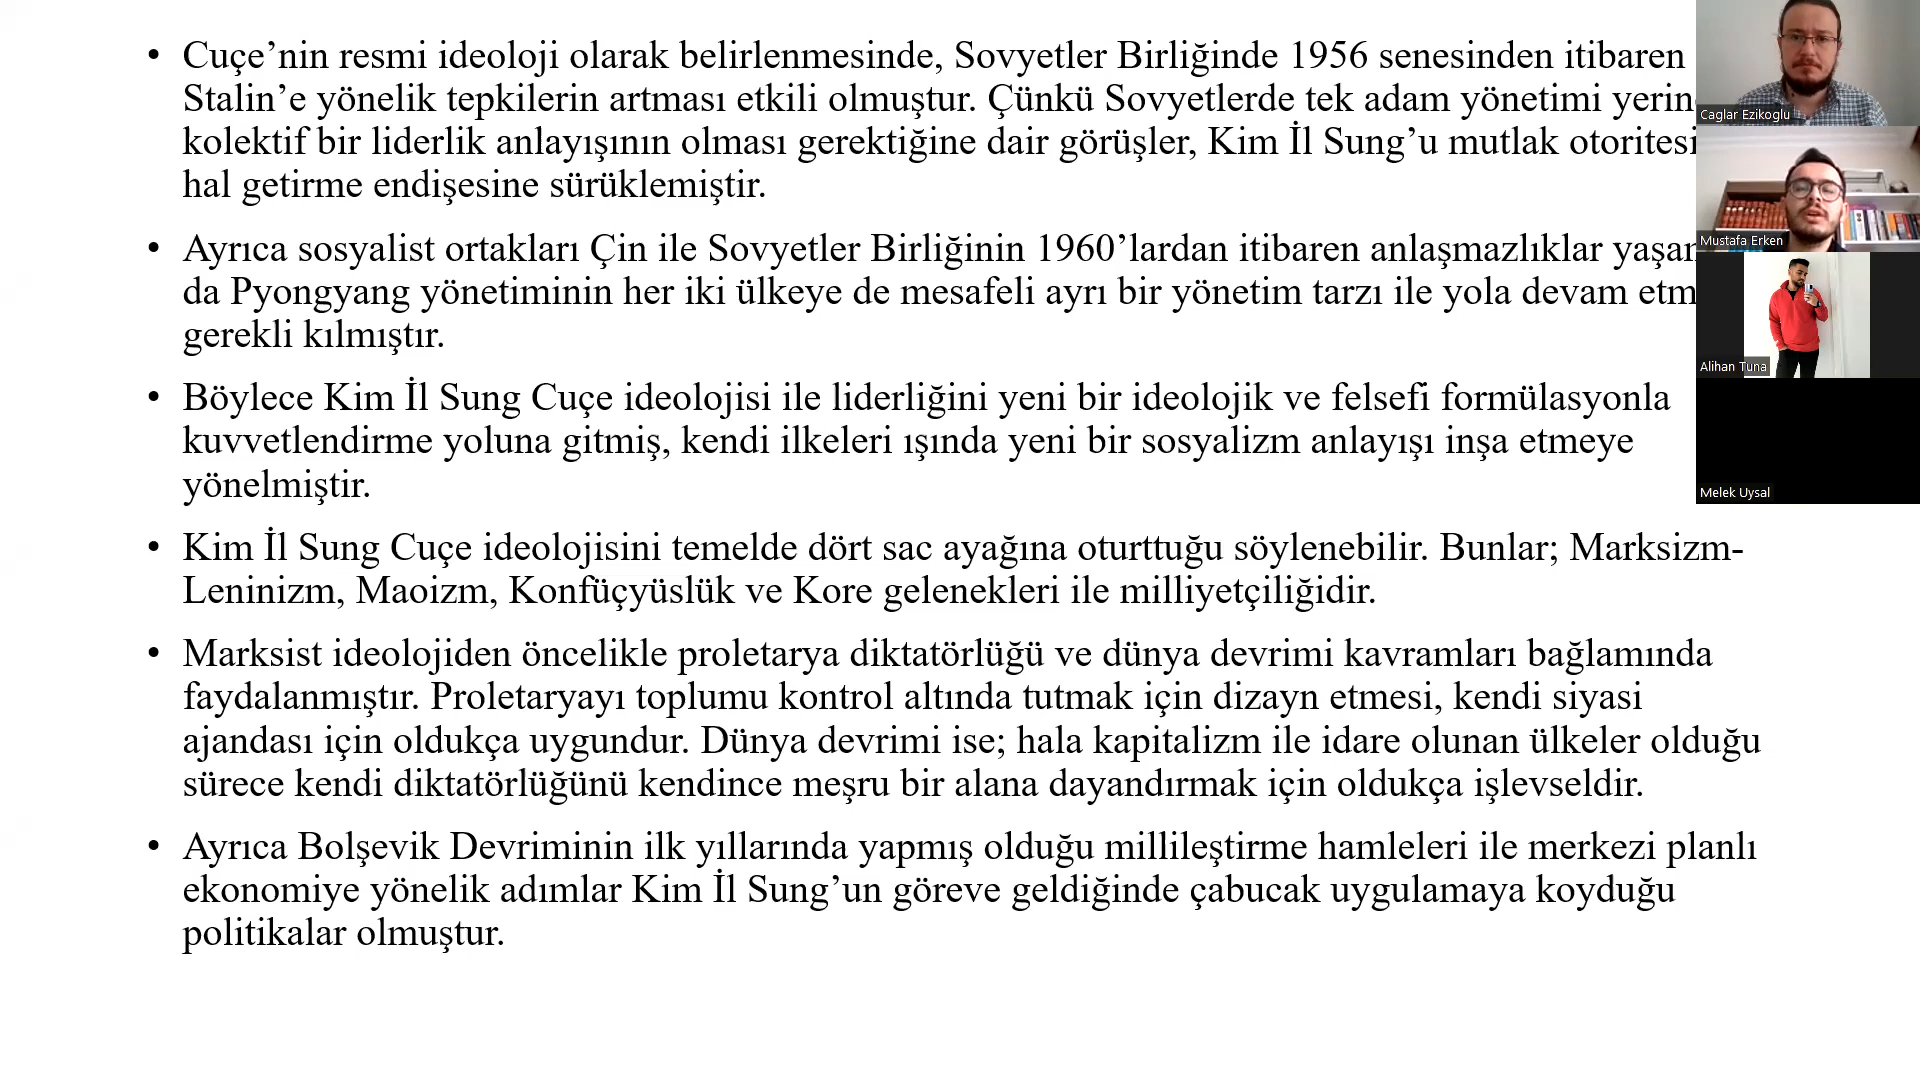 • Cuçe’nin resmi ideoloji olarak belirlenmesinde, Sovyetler Birliğinde 1956 senesinden itibaren
Stalin’e yönelik tepkilerin artması etkili olmuştur. Çünkü Sovyetlerde tek adam yönetimi
kolektif bir liderlik anlayışının olması gerektiğine dair görüşler, Kim İl Sung’u mutlak
hal getirme endişesine sürüklemiştir.
• Ayrıca sosyalist ortakları Çin ile Sovyetler Birliğinin 1960’lardan itibaren anlaşmazlıklar
da Pyongyang yönetiminin her iki ülkeye de mesafeli ayrı bir yönetim tarzı ile yola devam
gerekli kılmıştır.
• Böylece Kim İl Sung Cuçe ideolojisi ile liderliğini yeni bir ideolojik ve felsefi formülasyonla
kuvvetlendirme yoluna gitmiş, kendi ilkeleri ışında yeni bir sosyalizm anlayışı inşa etmeye
yönelmiştir.
• Kim İl Sung Cuçe ideolojisini temelde dört sac ayağına oturttuğu söylenebilir. Bunlar; Marksizm-
Leninizm, Maoizm, Konfüçyüslük ve Kore gelenekleri ile milliyetçiliğidir.
• Marksist ideolojiden öncelikle proletarya diktatörlüğü ve dünya devrimi kavramları bağlamında
faydalanmıştır. Proletaryayı toplumu kontrol altında tutmak için dizayn etmesi, kendi siyasi
ajandası için oldukça uygundur. Dünya devrimi ise; hala kapitalizm ile idare olunan ülkeler olduğu
sürece kendi diktatörlüğünü kendince meşru bir alana dayandırmak için oldukça işlevseldir.
• Ayrıca Bolşevik Devriminin ilk yıllarında yapmış olduğu millileştirme hamleleri ile merkezi planlı
ekonomiye yönelik adımlar Kim İl Sung’un göreve geldiğinde çabucak uygulamaya koyduğu
politikalar olmuştur.
Caglar Ezikoglu
Mustafa Erken
Alihan Tuna
Melek Uysal